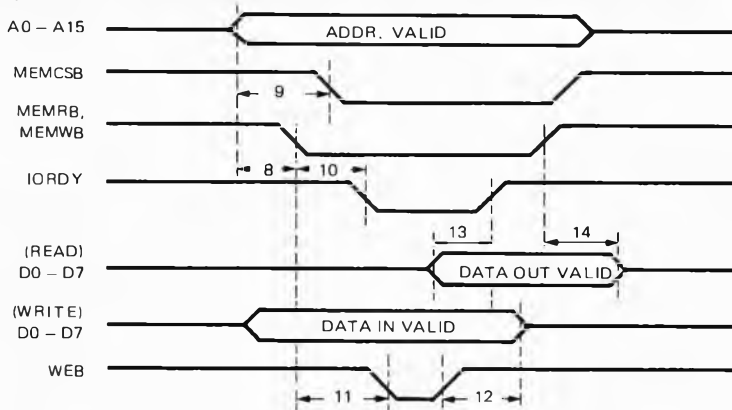 A0 – A15
ADDR. VALID
MEMCSB
9
MEMRB,
MEMWB
8
10
IORDY
13
14
(READ)
D0 – D7
DATA OUT VALID
(WRITE)
D0 – D7
DATA IN VALID
WEB
11
12